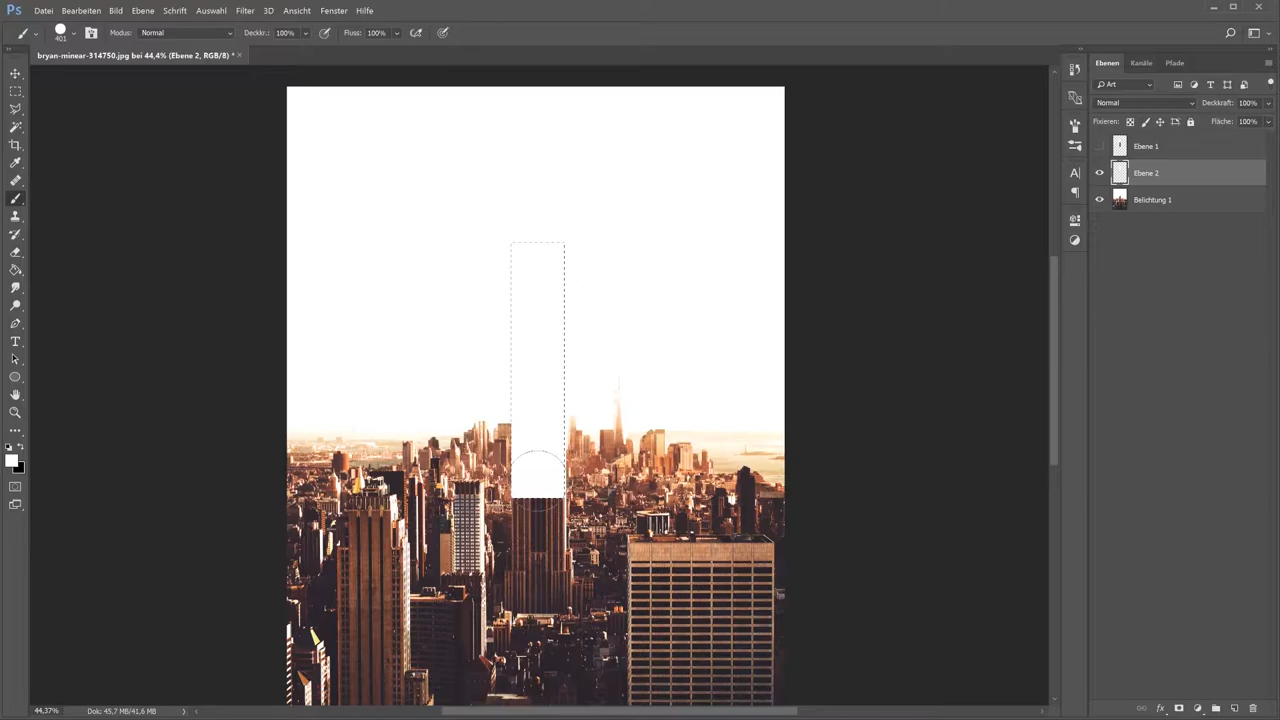 Ps Datei Bearbeiten Bild Ebene Schrift Auswahl Filter 3D Ansicht Fenster Hilfe
401 Modus: Normal Deckkr.: 100% Fluss: 100%
bryan-minear-314750.jpg bei 44,4% (Ebene 2, RGB/8) * ×
Ebenen Kanäle Pfade
Art
Normal Deckkraft: 100%
Fixieren: Fläche: 100%
Ebene 1
Ebene 2
Belichtung 1
44,37% Dok: 45,7 MB/41,6 MB